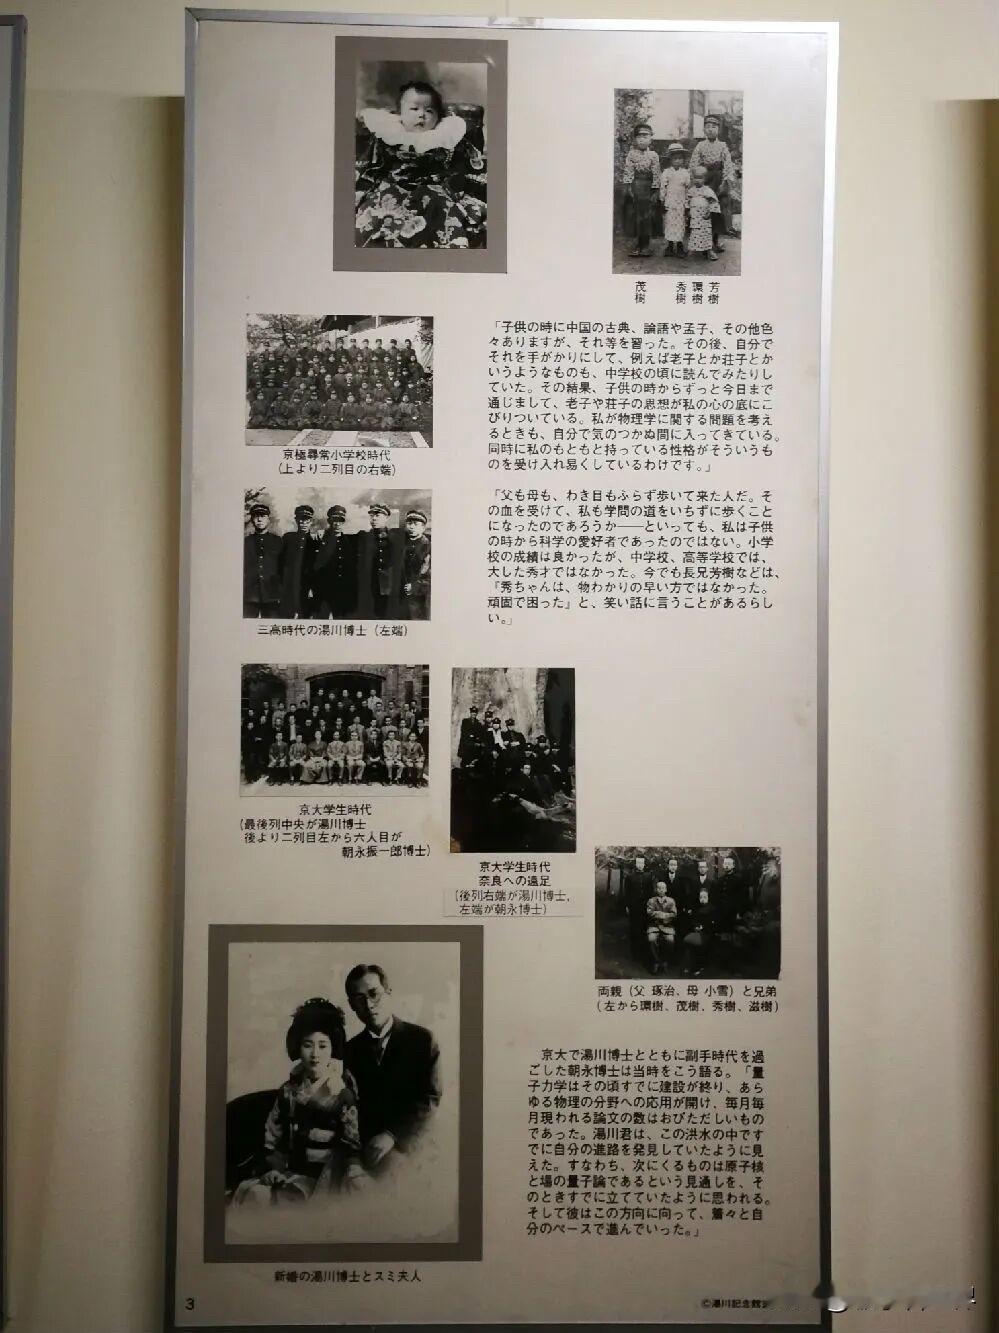 茂樹　秀樹　環樹　芳樹
「子供の時に中国の古典、論語や孟子、その他色
々ありますが、それ等を習った。その後、自分で
それを手がかりにして、例えば老子とか荘子とか
いうようなものも、中学校の頃に読んでみたりし
ていた。その結果、子供の時からずっと今日まで
通じまして、老子や荘子の思想が私の心の底にこ
びりついている。私が物理学に関する問題を考え
るときも、自分で気のつかぬ間に入ってきている。
同時に私のもともと持っている性格がそういうも
のを受け入れ易くしているわけです。」
京極尋常小学校時代
(上より二列目の右端)
「父も母も、わき目もふらず歩いて来た人だ。そ
の血を受けて、私も学問の道をいちずに歩くこと
になったのであろうか──といっても、私は子供
の時から科学の愛好者であったのではない。小学
校の成績は良かったが、中学校、高等学校では、
大した秀才ではなかった。今でも長兄芳樹などは、
『秀ちゃんは、物わかりの早い方ではなかった。
頑固で困った』と、笑い話に言うことがあるらし
い。」
三高時代の湯川博士（左端）
京大学生時代
(最後列中央が湯川博士
後より二列目左から六人目が
朝永振一郎博士)
京大学生時代
奈良への遠足
(後列右端が湯川博士,
左端が朝永博士)
両親（父 琢治、母 小雪）と兄弟
(左から環樹、茂樹、秀樹、滋樹)
京大で湯川博士とともに副手時代を過
ごした朝永博士は当時をこう語る。「量
子力学はその頃すでに建設が終り、あら
ゆる物理の分野への応用が開け、毎月毎
月現われる論文の数はおびただしいもの
であった。湯川君は、この洪水の中です
でに自分の進路を発見していたように見
えた。すなわち、次にくるものは原子核
と場の量子論であるという見通しを、そ
のときすでに立てていたように思われる。
そして彼はこの方向に向って、着々と自
分のペースで進んでいった。」
新婚の湯川博士とスミ夫人
3
©湯川記念館